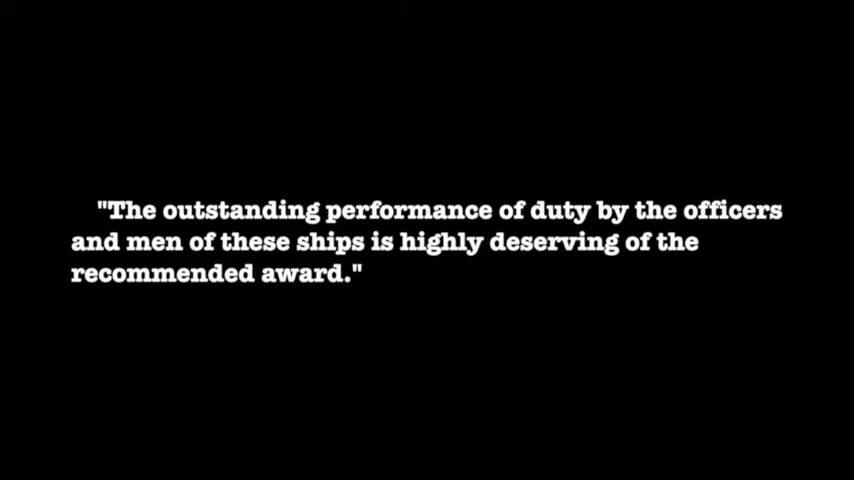 "The outstanding performance of duty by the officers
and men of these ships is highly deserving of the
recommended award."